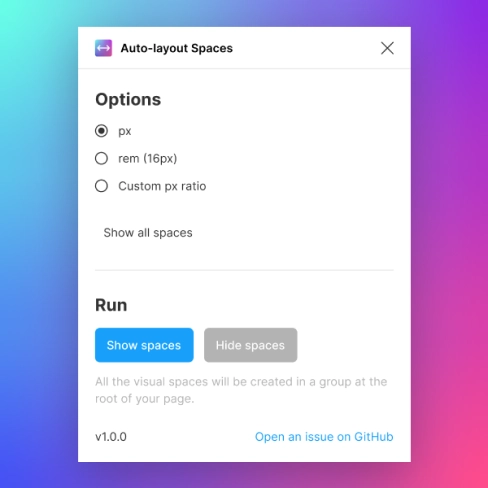 Auto-layout Spaces
Options
px
rem (16px)
Custom px ratio
Show all spaces
Run
Show spaces
Hide spaces
All the visual spaces will be created in a group at the
root of your page.
v1.0.0
Open an issue on GitHub